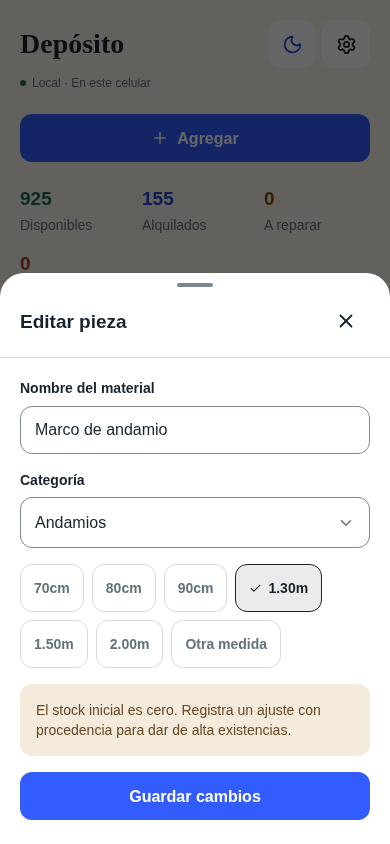 Depósito
Local · En este celular
Agregar
925
155
0
Disponibles
Alquilados
A reparar
0
Editar pieza
Nombre del material
Marco de andamio
Categoría
Andamios
70cm
80cm
90cm
1.30m
1.50m
2.00m
Otra medida
El stock inicial es cero. Registra un ajuste con
procedencia para dar de alta existencias.
Guardar cambios